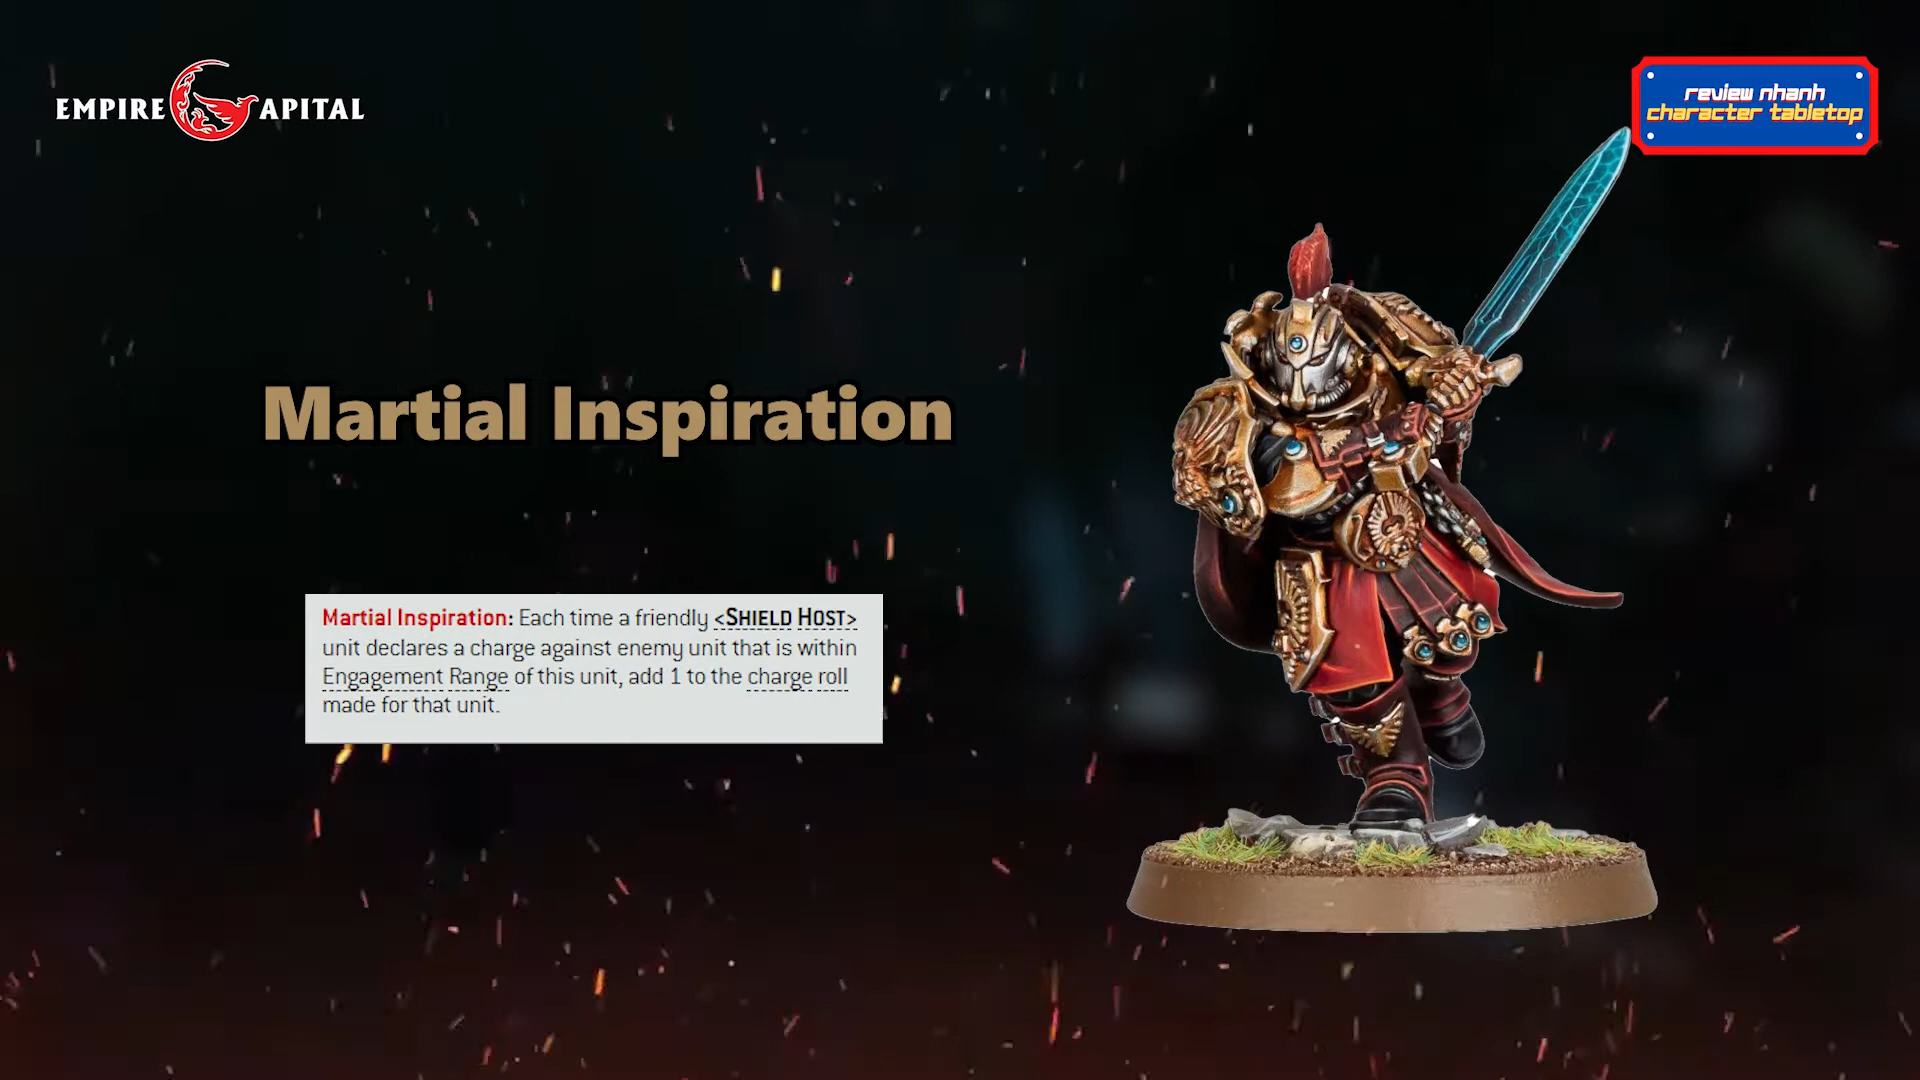 EMPIRE CAPITAL
review nhanh
character tabletop
Martial Inspiration
Martial Inspiration: Each time a friendly <SHIELD HOST>
unit declares a charge against enemy unit that is within
Engagement Range of this unit, add 1 to the charge roll
made for that unit.